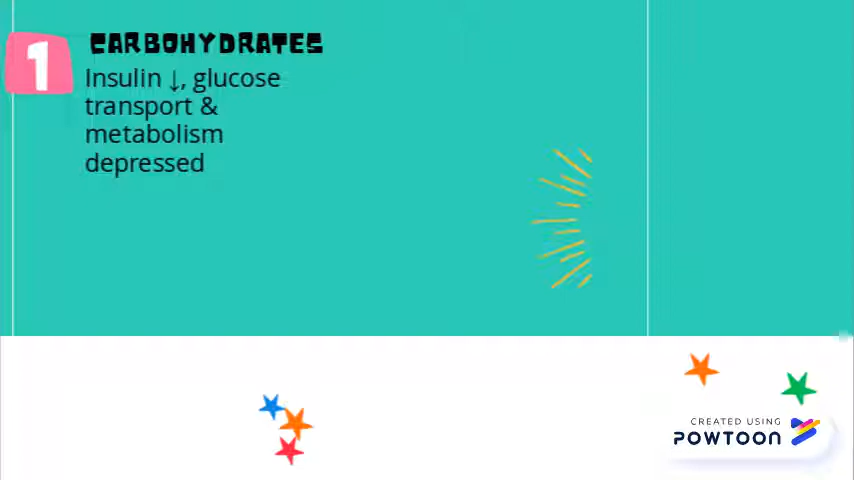 1
CARBOHYDRATES
Insulin ↓, glucose
transport &
metabolism
depressed
CREATED USING
POWTOON